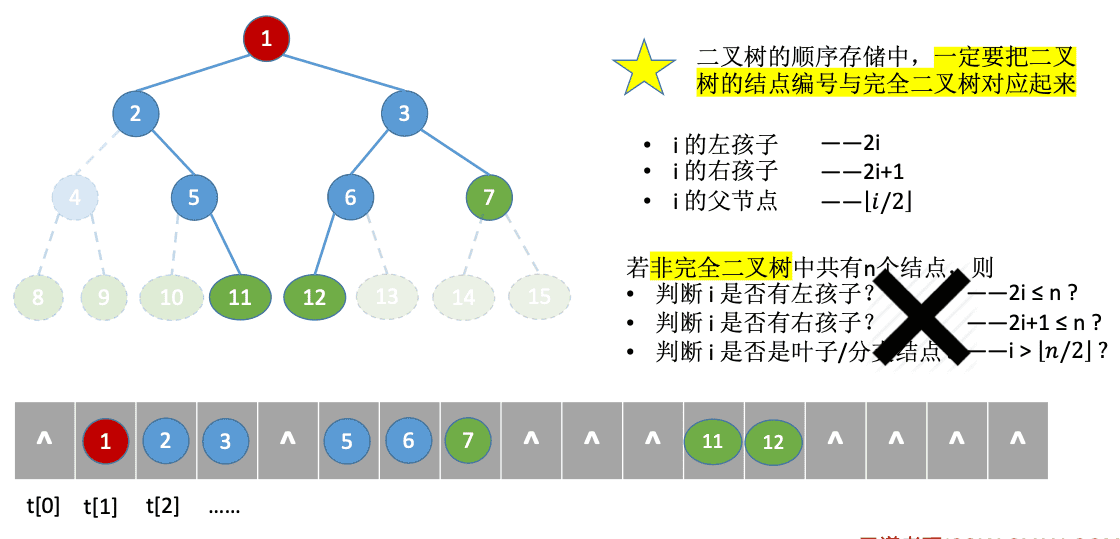 1
2
3
4
5
6
7
8
9
10
11
12
13
14
15
二叉树的顺序存储中，一定要把二叉
树的结点编号与完全二叉树对应起来
• i 的左孩子 ——2i
• i 的右孩子 ——2i+1
• i 的父节点 ——⌊i/2⌋
若非完全二叉树中共有n个结点，则
• 判断 i 是否有左孩子？ ——2i ≤ n ?
• 判断 i 是否有右孩子？ ——2i+1 ≤ n ?
• 判断 i 是否是叶子/分支结点？ ——i > ⌊n/2⌋ ?
^ 1 2 3 ^ 5 6 7 ^ ^ ^ 11 12 ^ ^ ^ ^
t[0] t[1] t[2] ……